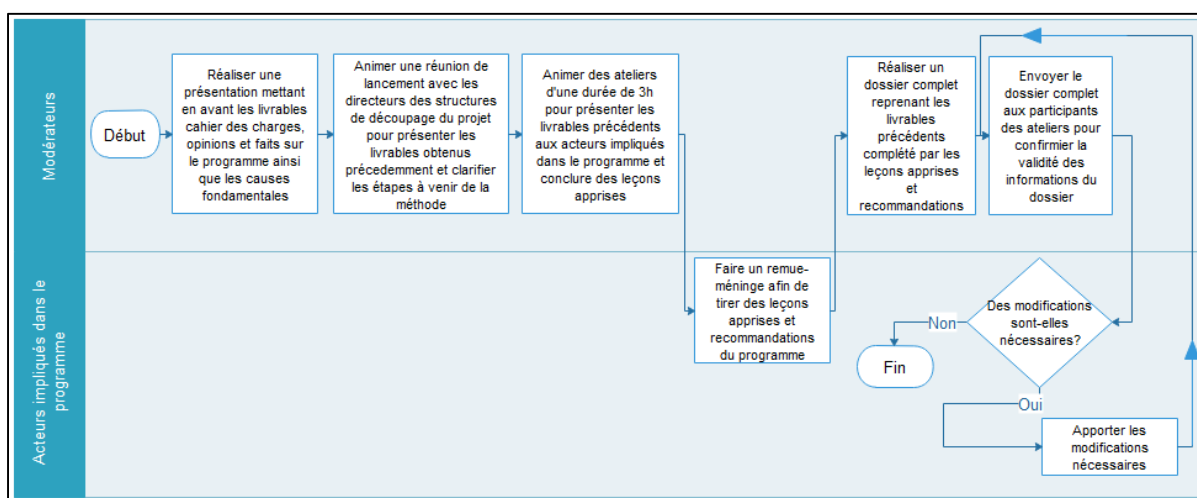 Modérateurs
Début
Réaliser une
présentation mettant
en avant les livrables
cahier des charges,
opinions et faits sur
le programme ainsi
que les causes
fondamentales
Animer une réunion de
lancement avec les
directeurs des structures
de découpage du projet
pour présenter les
livrables obtenus
précedemment et clarifier
les étapes à venir de la
méthode
Animer des ateliers
d'une durée de 3h
pour présenter les
livrables précédents
aux acteurs impliqués
dans le programme et
conclure des leçons
apprises
Réaliser un
dossier complet
reprenant les
livrables
précédents
complété par les
leçons apprises
et
recommandations
Envoyer le
dossier complet
aux participants
des ateliers pour
confirmier la
validité des
informations du
dossier
Acteurs impliqués dans le
programme
Faire un remue-
méninge afin de
tirer des leçons
apprises et
recommandations
du programme
Des modifications
sont-elles
nécessaires?
Non
Fin
Oui
Apporter les
modifications
nécessaires